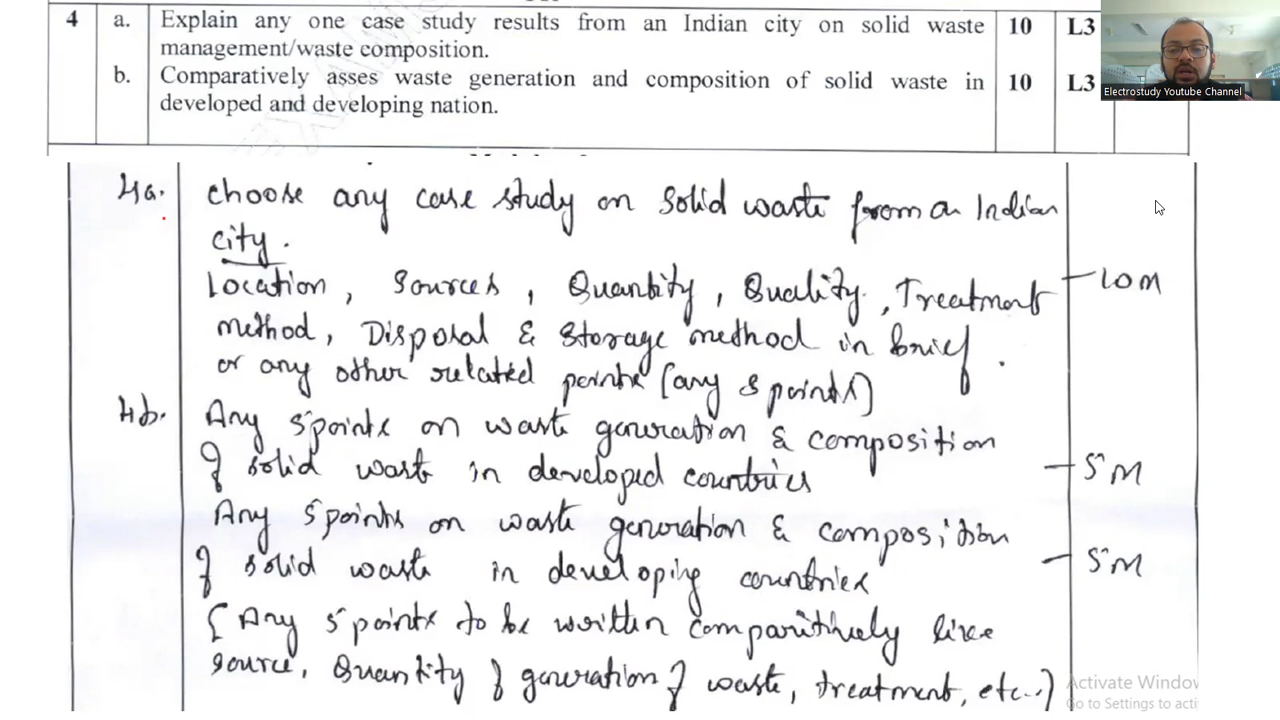 4 a. Explain any one case study results from an Indian city on solid waste 10 L3
management/waste composition.
b. Comparatively asses waste generation and composition of solid waste in 10 L3
developed and developing nation.
Electrostudy Youtube Channel
4a. choose any case study on solid waste from an Indian
city.
Location, Sources, Quantity, Quality, Treatment 10M
method, Disposal & Storage method in brief.
or any other related points (any 8 points)
4b. Any 5 points on waste generation & composition
of solid waste in developed countries 5M
Any 5 points on waste generation & composition
of solid waste in developing countries 5M
{Any 5 points to be written comparitively like
source, Quantity of generation of waste, treatment, etc..}
Activate Window
Go to Settings to acti